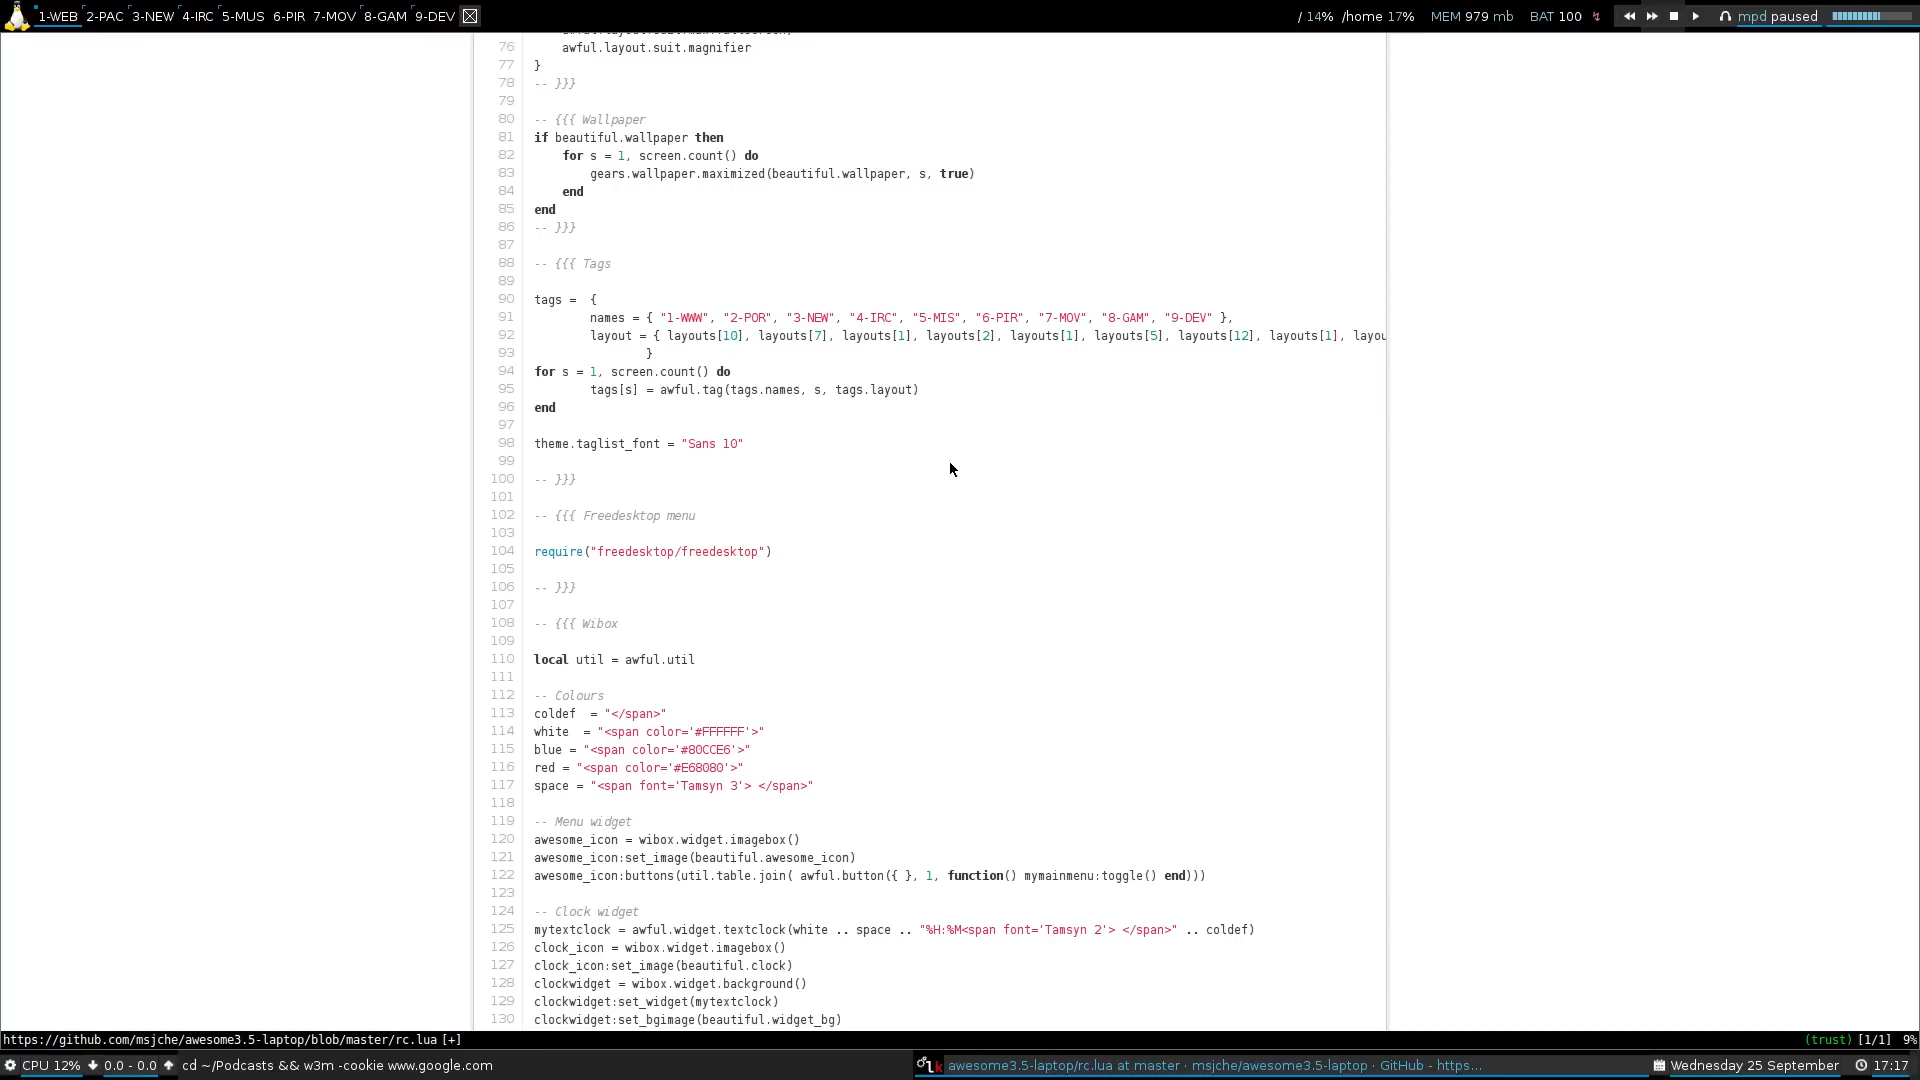 1-WEB 2-PAC 3-NEW 4-IRC 5-MUS 6-PIR 7-MOV 8-GAM 9-DEV / 14% /home 17% MEM 979 mb BAT 100 mpd paused
76 awful.layout.suit.magnifier
77 }
78 -- }}}
79
80 -- {{{ Wallpaper
81 if beautiful.wallpaper then
82 for s = 1, screen.count() do
83 gears.wallpaper.maximized(beautiful.wallpaper, s, true)
84 end
85 end
86 -- }}}
87
88 -- {{{ Tags
89
90 tags =  {
91 names = { "1-WWW", "2-POR", "3-NEW", "4-IRC", "5-MIS", "6-PIR", "7-MOV", "8-GAM", "9-DEV" },
92 layout = { layouts[10], layouts[7], layouts[1], layouts[2], layouts[1], layouts[5], layouts[12], layouts[1], layou
93 }
94 for s = 1, screen.count() do
95 tags[s] = awful.tag(tags.names, s, tags.layout)
96 end
97
98 theme.taglist_font = "Sans 10"
99
100 -- }}}
101
102 -- {{{ Freedesktop menu
103
104 require("freedesktop/freedesktop")
105
106 -- }}}
107
108 -- {{{ Wibox
109
110 local util = awful.util
111
112 -- Colours
113 coldef  = "</span>"
114 white  = "<span color='#FFFFFF'>"
115 blue = "<span color='#80CCE6'>"
116 red = "<span color='#E68080'>"
117 space = "<span font='Tamsyn 3'> </span>"
118
119 -- Menu widget
120 awesome_icon = wibox.widget.imagebox()
121 awesome_icon:set_image(beautiful.awesome_icon)
122 awesome_icon:buttons(util.table.join( awful.button({ }, 1, function() mymainmenu:toggle() end)))
123
124 -- Clock widget
125 mytextclock = awful.widget.textclock(white .. space .. "%H:%M<span font='Tamsyn 2'> </span>" .. coldef)
126 clock_icon = wibox.widget.imagebox()
127 clock_icon:set_image(beautiful.clock)
128 clockwidget = wibox.widget.background()
129 clockwidget:set_widget(mytextclock)
130 clockwidget:set_bgimage(beautiful.widget_bg)
https://github.com/msjche/awesome3.5-laptop/blob/master/rc.lua [+] (trust) [1/1] 9%
CPU 12% 0.0 - 0.0 cd ~/Podcasts && w3m -cookie www.google.com awesome3.5-laptop/rc.lua at master · msjche/awesome3.5-laptop · GitHub - https... Wednesday 25 September 17:17